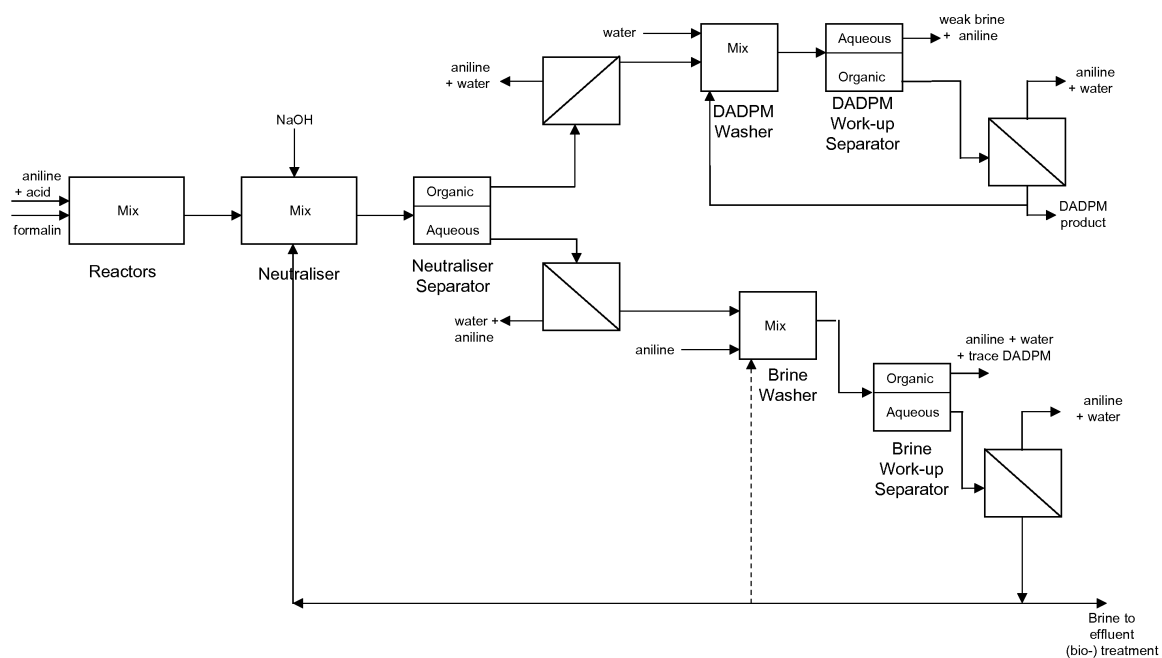 weak brine
+ aniline
water
Mix
Aqueous
Organic
aniline
+ water
aniline
+ water
DADPM
Washer
DADPM
Work-up
Separator
NaOH
aniline
+ acid
formalin
Mix
Mix
Organic
Aqueous
DADPM
product
Reactors
Neutraliser
Neutraliser
Separator
water +
aniline
aniline
Mix
Brine
Washer
aniline + water
+ trace DADPM
Organic
Aqueous
aniline
+ water
Brine
Work-up
Separator
Brine to
effluent
(bio-) treatment